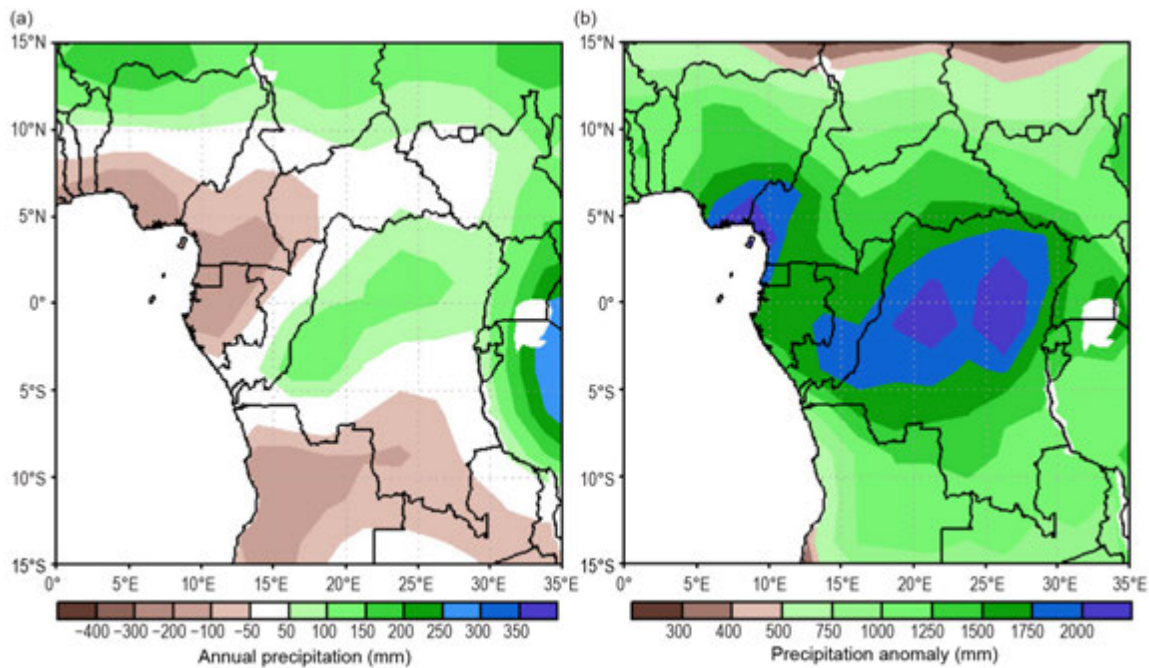 (a) (b)
15°N 15°N
10°N 10°N
5°N 5°N
0° 0°
5°S 5°S
10°S 10°S
15°S 15°S
0° 5°E 10°E 15°E 20°E 25°E 30°E 35°E 0° 5°E 10°E 15°E 20°E 25°E 30°E 35°E
−400 −300 −200 −100 −50 50 100 150 200 250 300 350 300 400 500 750 1000 1250 1500 1750 2000
Annual precipitation (mm) Precipitation anomaly (mm)